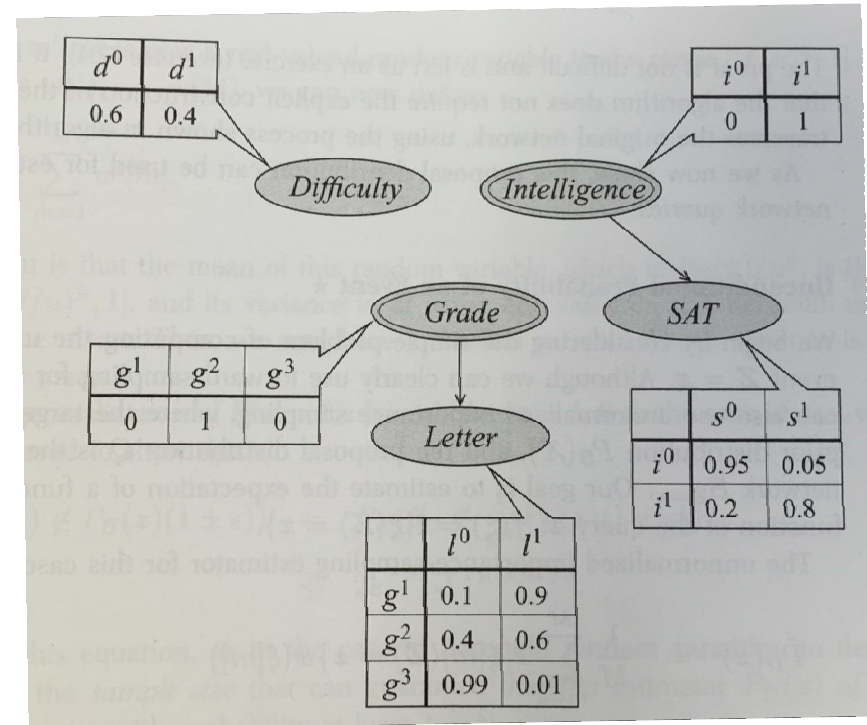 d⁰ d¹
0.6 0.4
i⁰ i¹
0 1
Difficulty
Intelligence
Grade
SAT
g¹ g² g³
0 1 0
Letter
s⁰ s¹
i⁰ 0.95 0.05
i¹ 0.2 0.8
l⁰ l¹
g¹ 0.1 0.9
g² 0.4 0.6
g³ 0.99 0.01